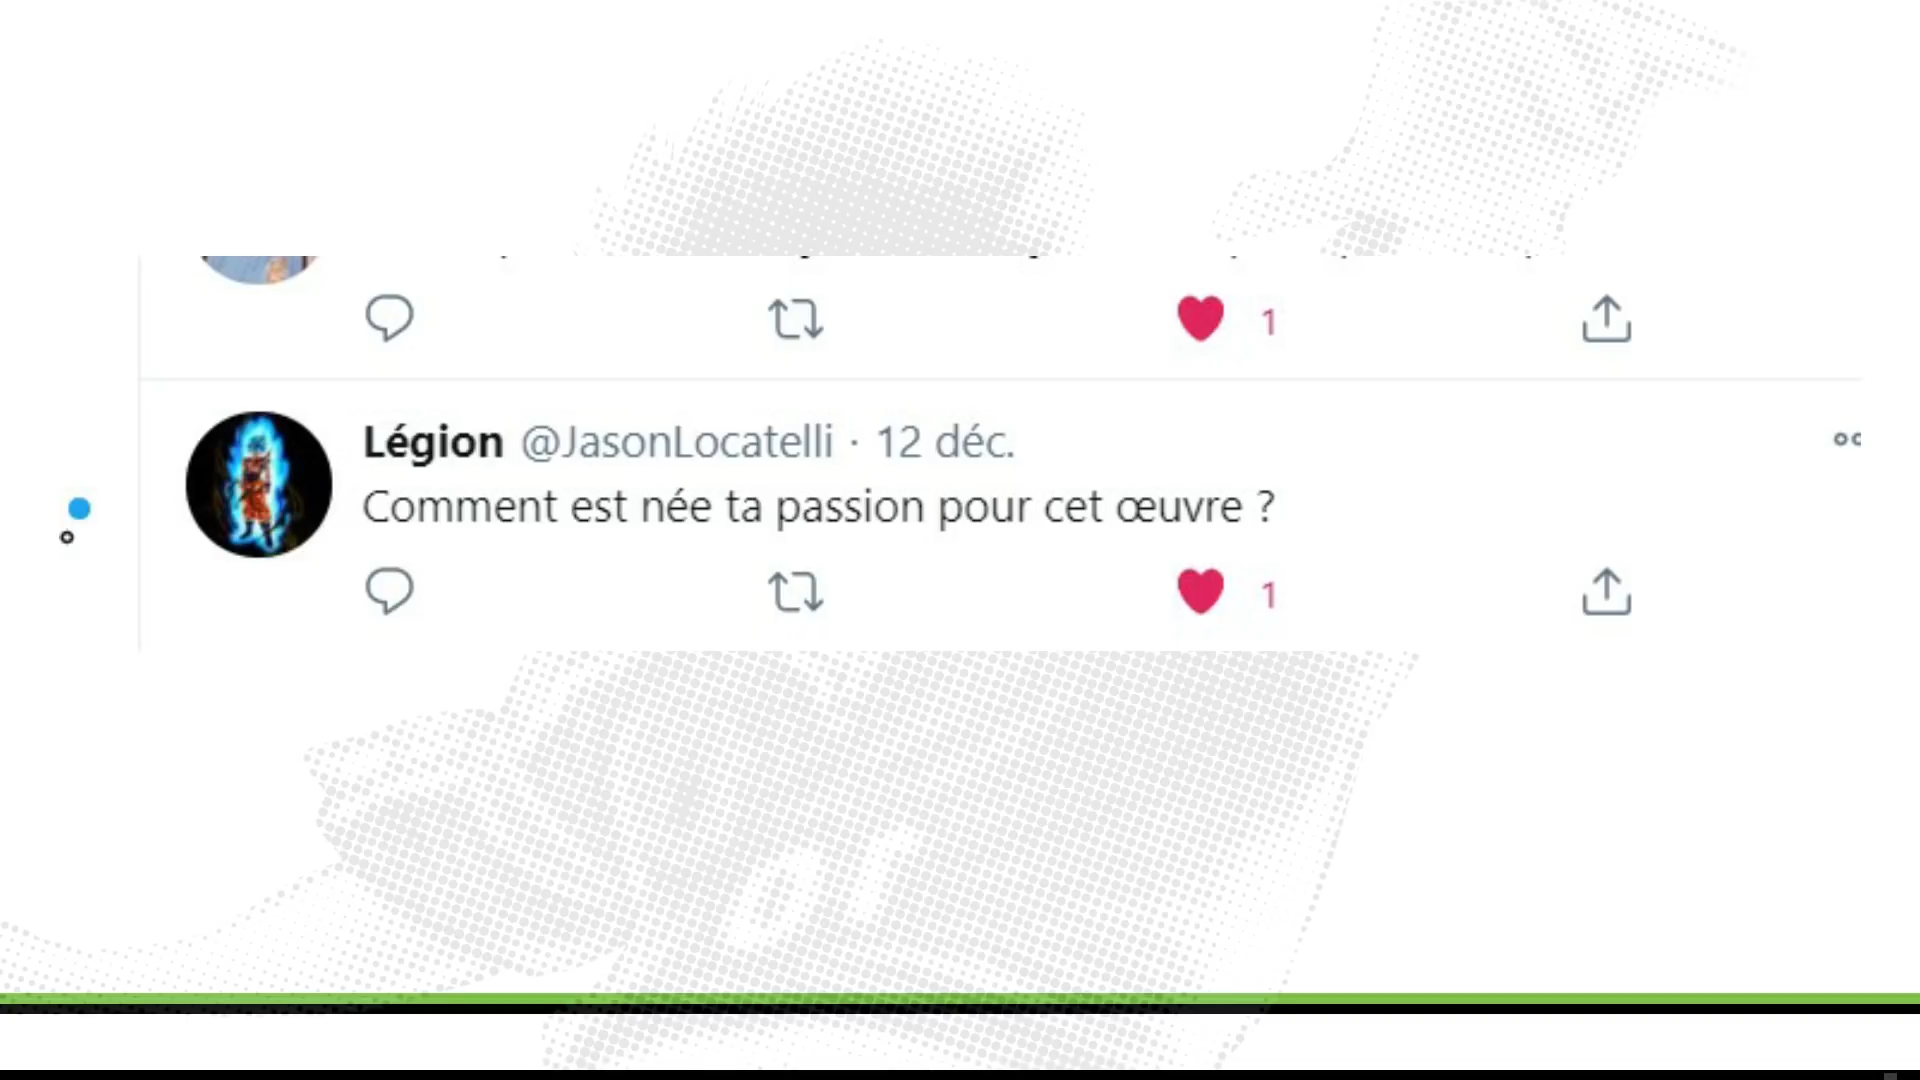 1
Légion @JasonLocatelli · 12 déc.
Comment est née ta passion pour cet œuvre ?
1